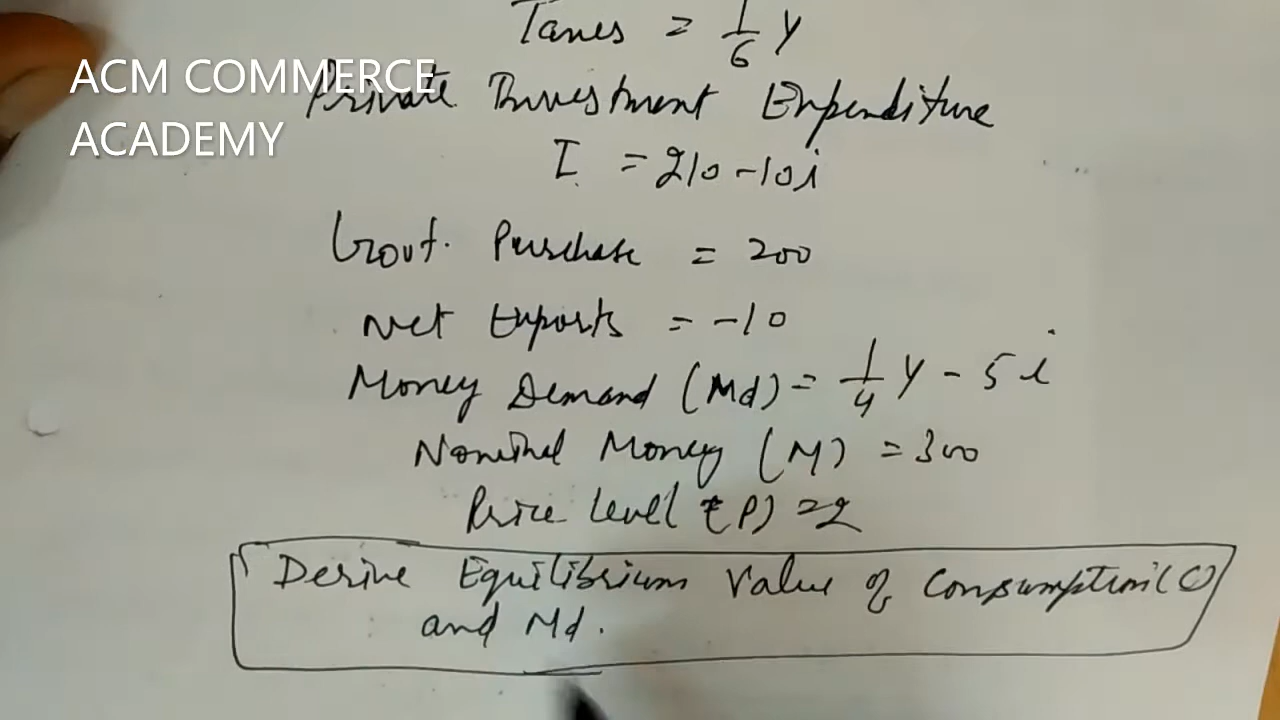 Taxes = 1/6 Y
ACM COMMERCE
ACADEMY
Private Investment Expenditure
I = 210 - 10i
Govt. Purchase = 200
Net Exports = -10
Money Demand (Md) = 1/4 Y - 5i
Nominal Money (M) = 300
Price level (P) = 2
Derive Equilibrium Value of Consumption (C)
and Md.